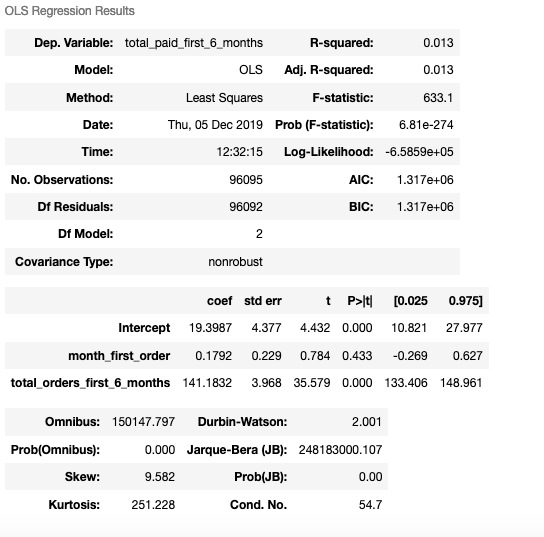 OLS Regression Results
Dep. Variable: total_paid_first_6_months R-squared: 0.013
Model: OLS Adj. R-squared: 0.013
Method: Least Squares F-statistic: 633.1
Date: Thu, 05 Dec 2019 Prob (F-statistic): 6.81e-274
Time: 12:32:15 Log-Likelihood: -6.5859e+05
No. Observations: 96095 AIC: 1.317e+06
Df Residuals: 96092 BIC: 1.317e+06
Df Model: 2
Covariance Type: nonrobust
coef std err t P>|t| [0.025 0.975]
Intercept 19.3987 4.377 4.432 0.000 10.821 27.977
month_first_order 0.1792 0.229 0.784 0.433 -0.269 0.627
total_orders_first_6_months 141.1832 3.968 35.579 0.000 133.406 148.961
Omnibus: 150147.797 Durbin-Watson: 2.001
Prob(Omnibus): 0.000 Jarque-Bera (JB): 248183000.107
Skew: 9.582 Prob(JB): 0.00
Kurtosis: 251.228 Cond. No. 54.7